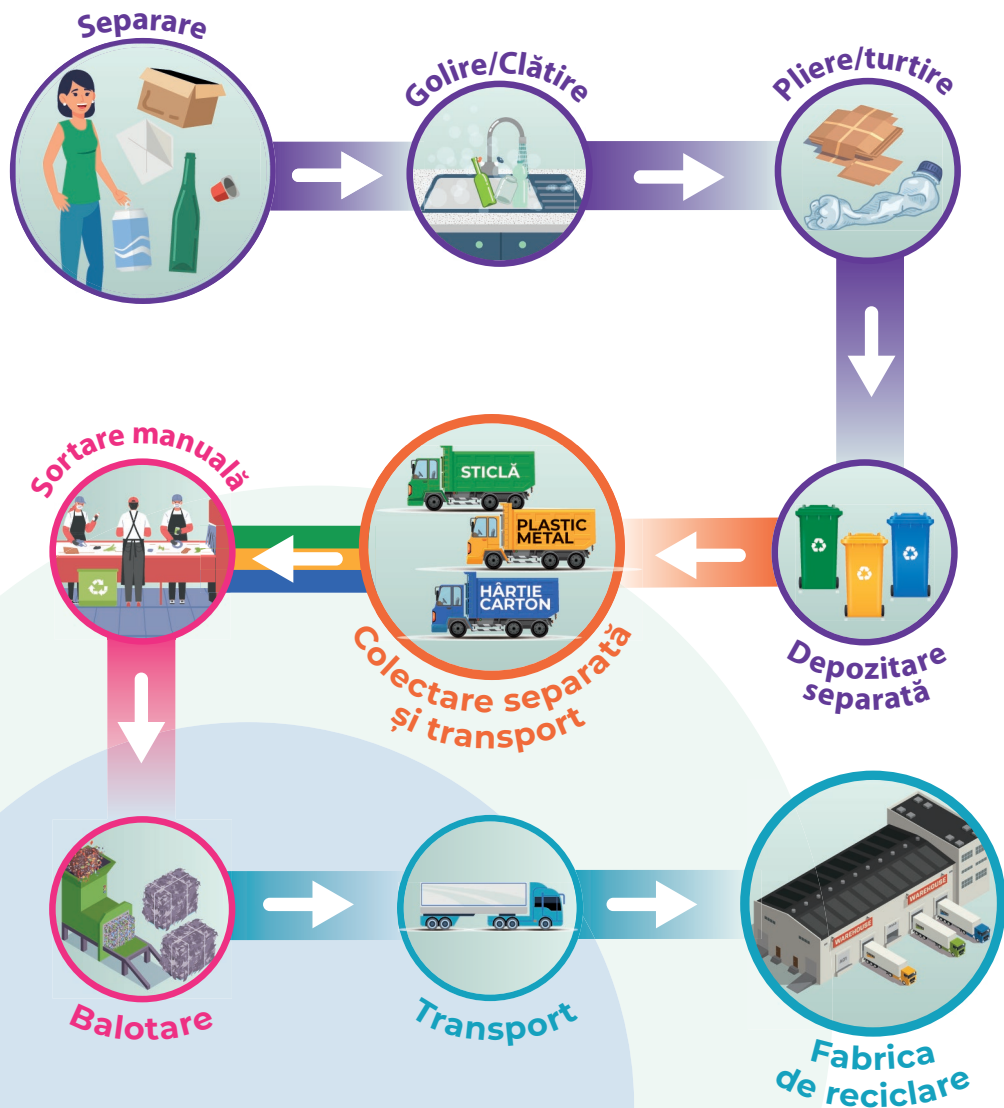 Separare
Golire/Clătire
Pliere/turtire
Depozitare
separată
STICLĂ
PLASTIC
METAL
HÂRTIE
CARTON
Colectare separată
și transport
Sortare manuală
Balotare
Transport
WAREHOUSE
WAREHOUSE
Fabrica
de reciclare